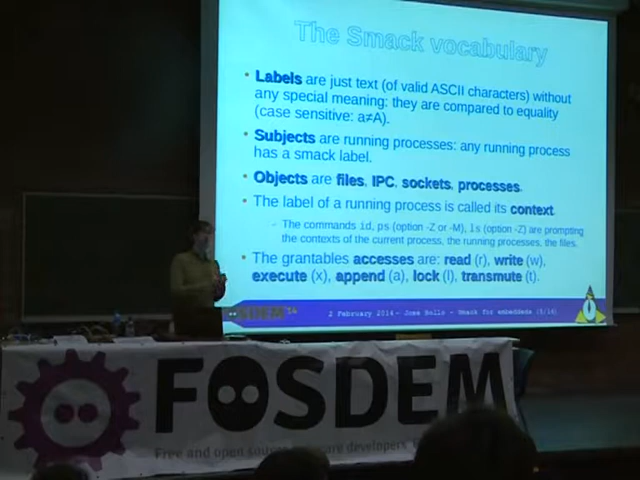 The Smack vocabulary
• Labels are just text (of valid ASCII characters) without
any special meaning: they are compared to equality
(case sensitive: a≠A).
• Subjects are running processes: any running process
has a smack label.
• Objects are files, IPC, sockets, processes.
• The label of a running process is called its context.
– The commands id, ps (option -Z or -M), ls (option -Z) are prompting
the contexts of the current process, the running processes, the files.
• The grantables accesses are: read (r), write (w),
execute (x), append (a), lock (l), transmute (t).
2 February 2014 - José Bollo - Smack for embedded (5/16)
FOSDEM
Free and open source software developers